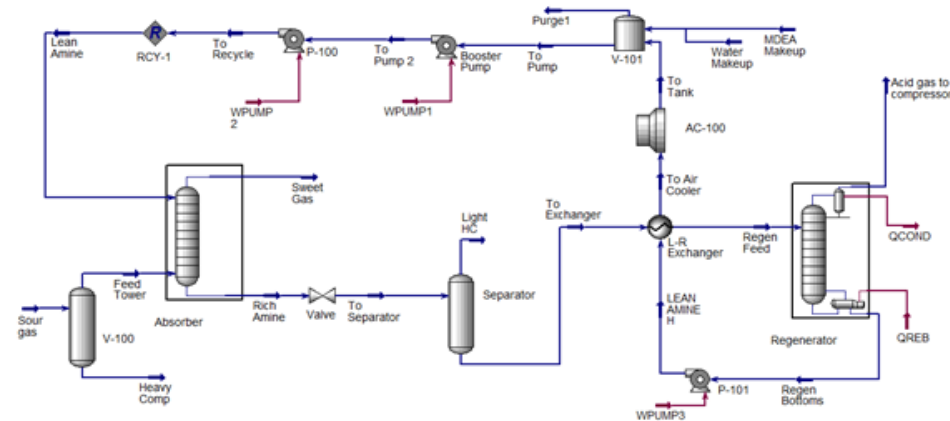 Purge1
Lean
Amine
R
RCY-1
To
Recycle
P-100
To
Pump 2
Booster
Pump
To
Pump
V-101
Water
Makeup
MDEA
Makeup
WPUMP
2
WPUMP1
To
Tank
AC-100
Acid gas to
compressor
Sweet
Gas
To Air
Cooler
Light
HC
To
Exchanger
L-R
Exchanger
Regen
Feed
QCOND
Feed
Tower
Sour
gas
V-100
Absorber
Rich
Amine
Valve
To
Separator
Separator
LEAN
AMINE
H
Regenerator
QREB
Heavy
Comp
WPUMP3
P-101
Regen
Bottoms